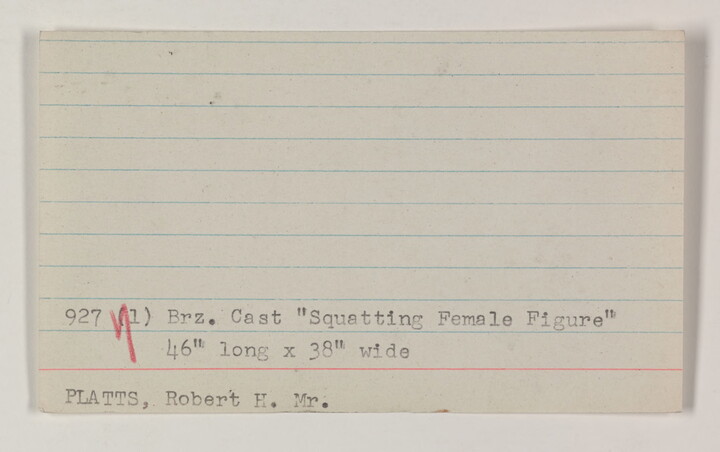 927 (1) Brz. Cast "Squatting Female Figure"
46" long x 38" wide
PLATTS, Robert H. Mr.